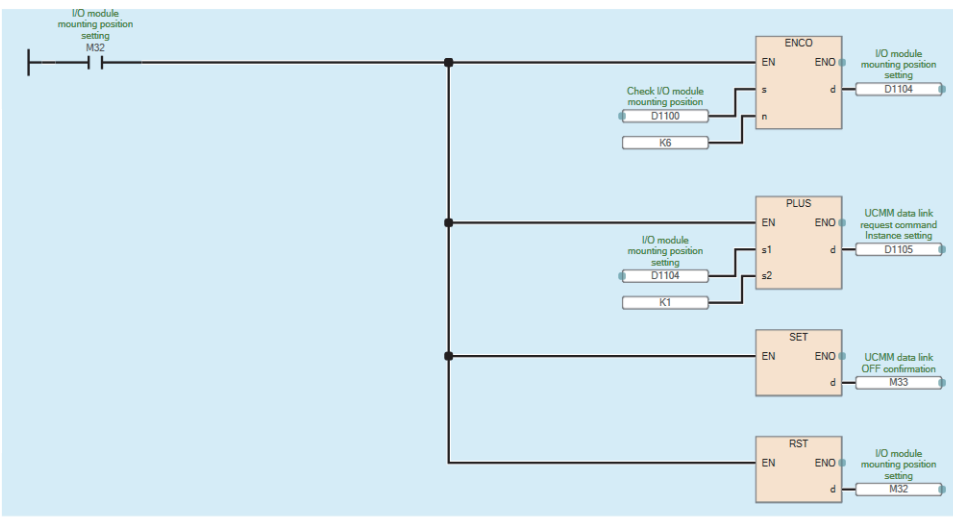 I/O module
mounting position
setting
M32
ENCO
EN
ENO
I/O module
mounting position
setting
s
d
D1104
Check I/O module
mounting position
D1100
n
K6
PLUS
EN
ENO
UCMM data link
request command
Instance setting
I/O module
mounting position
setting
s1
d
D1105
D1104
s2
K1
SET
EN
ENO
UCMM data link
OFF confirmation
d
M33
RST
EN
ENO
I/O module
mounting position
setting
d
M32